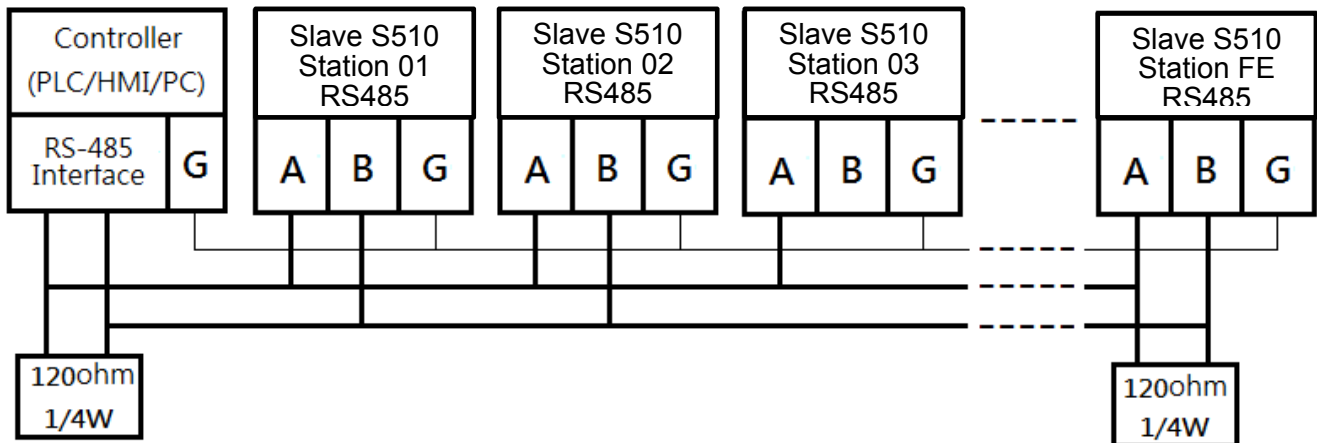 Controller
(PLC/HMI/PC)
RS-485
Interface
G
Slave S510
Station 01
RS485
A B G
Slave S510
Station 02
RS485
A B G
Slave S510
Station 03
RS485
A B G
Slave S510
Station FE
RS485
A B G
120ohm
1/4W
120ohm
1/4W